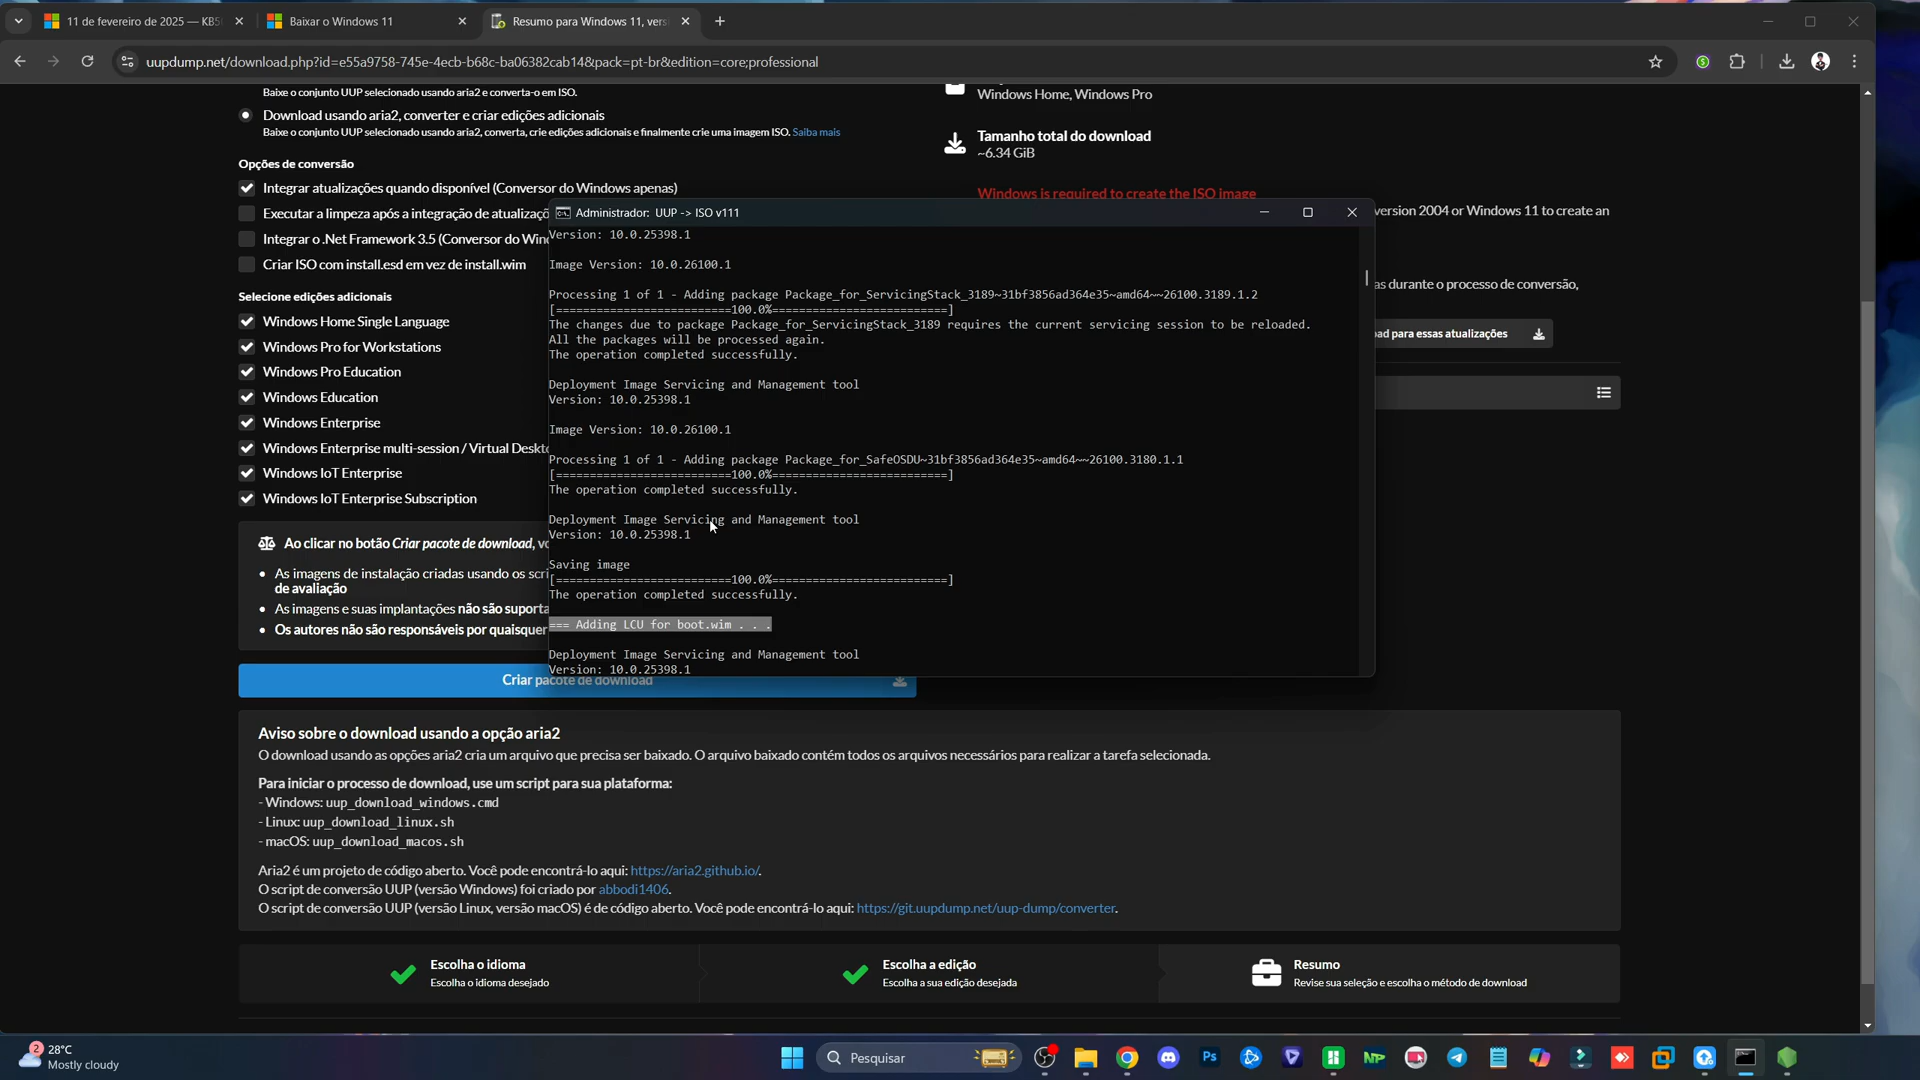 11 de fevereiro de 2025 — KB5
Baixar o Windows 11
Resumo para Windows 11, vers
uupdump.net/download.php?id=e55a9758-745e-4ecb-b68c-ba06382cab14&pack=pt-br&edition=core;professional
Baixe o conjunto UUP selecionado usando aria2 e converta-o em ISO.
Download usando aria2, converter e criar edições adicionais
Baixe o conjunto UUP selecionado usando aria2, converta, crie edições adicionais e finalmente crie uma imagem ISO. Saiba mais
Opções de conversão
Integrar atualizações quando disponível (Conversor do Windows apenas)
Executar a limpeza após a integração de atualizaçõ
Integrar o .Net Framework 3.5 (Conversor do Win
Criar ISO com install.esd em vez de install.wim
Selecione edições adicionais
Windows Home Single Language
Windows Pro for Workstations
Windows Pro Education
Windows Education
Windows Enterprise
Windows Enterprise multi-session / Virtual Deskto
Windows IoT Enterprise
Windows IoT Enterprise Subscription
Ao clicar no botão Criar pacote de download, vo
As imagens de instalação criadas usando os scri
de avaliação
As imagens e suas implantações não são suporta
Os autores não são responsáveis por quaisquer
Criar pacote de download
Windows Home, Windows Pro
Tamanho total do download
~6.34 GiB
Windows is required to create the ISO image
version 2004 or Windows 11 to create an
as durante o processo de conversão,
oad para essas atualizações
Administrador: UUP -> ISO v111
Version: 10.0.25398.1
Image Version: 10.0.26100.1
Processing 1 of 1 - Adding package Package_for_ServicingStack_3189~31bf3856ad364e35~amd64~~26100.3189.1.2
[==========================100.0%==========================]
The changes due to package Package_for_ServicingStack_3189 requires the current servicing session to be reloaded.
All the packages will be processed again.
The operation completed successfully.
Deployment Image Servicing and Management tool
Version: 10.0.25398.1
Image Version: 10.0.26100.1
Processing 1 of 1 - Adding package Package_for_SafeOSDU~31bf3856ad364e35~amd64~~26100.3180.1.1
[==========================100.0%==========================]
The operation completed successfully.
Deployment Image Servicing and Management tool
Version: 10.0.25398.1
Saving image
[==========================100.0%==========================]
The operation completed successfully.
=== Adding LCU for boot.wim . . .
Deployment Image Servicing and Management tool
Version: 10.0.25398.1
Aviso sobre o download usando a opção aria2
O download usando as opções aria2 cria um arquivo que precisa ser baixado. O arquivo baixado contém todos os arquivos necessários para realizar a tarefa selecionada.
Para iniciar o processo de download, use um script para sua plataforma:
- Windows: uup_download_windows.cmd
- Linux: uup_download_linux.sh
- macOS: uup_download_macos.sh
Aria2 é um projeto de código aberto. Você pode encontrá-lo aqui: https://aria2.github.io/.
O script de conversão UUP (versão Windows) foi criado por abbodi1406.
O script de conversão UUP (versão Linux, versão macOS) é de código aberto. Você pode encontrá-lo aqui: https://git.uupdump.net/uup-dump/converter.
Escolha o idioma
Escolha o idioma desejado
Escolha a edição
Escolha a sua edição desejada
Resumo
Revise sua seleção e escolha o método de download
2
28°C
Mostly cloudy
Pesquisar
Ps
NP